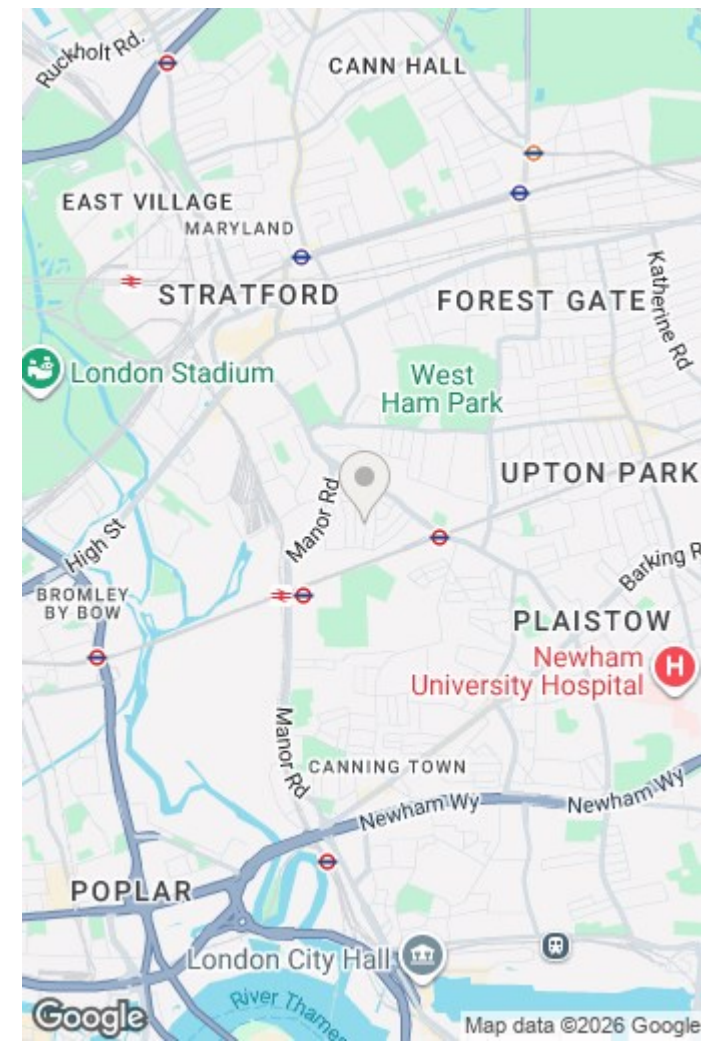 Ruckholt Rd.
CANN HALL
EAST VILLAGE
MARYLAND
STRATFORD
FOREST GATE
Katherine Rd
London Stadium
West
Ham Park
UPTON PARK
Manor Rd
High St
Barking R
BROMLEY
BY BOW
PLAISTOW
Newham
University Hospital
H
Manor Rd
CANNING TOWN
Newham Wy
Newham Wy
POPLAR
London City Hall
River Thames
Google
Map data ©2026 Google